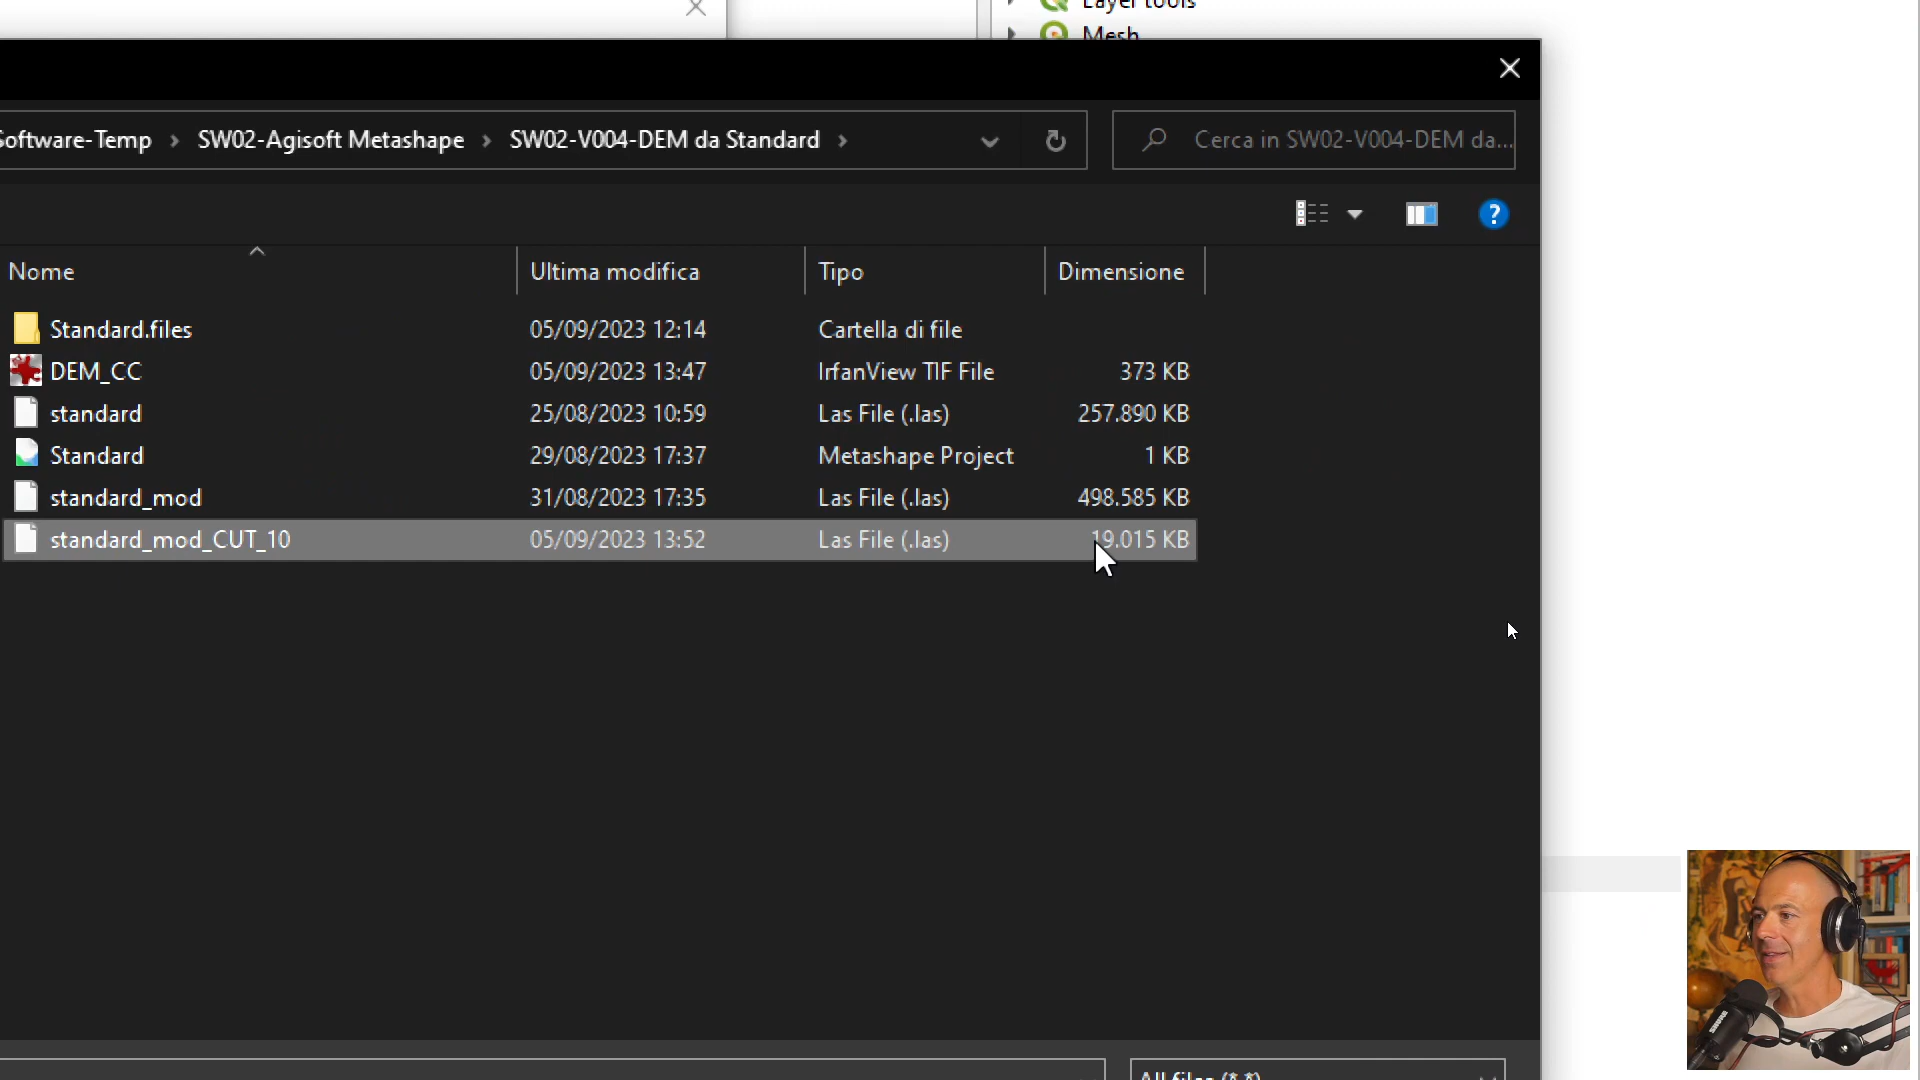 Layer tools
Mesh
Software-Temp > SW02-Agisoft Metashape > SW02-V004-DEM da Standard >
Cerca in SW02-V004-DEM da...
?
Nome Ultima modifica Tipo Dimensione
Standard.files 05/09/2023 12:14 Cartella di file
DEM_CC 05/09/2023 13:47 IrfanView TIF File 373 KB
standard 25/08/2023 10:59 Las File (.las) 257.890 KB
Standard 29/08/2023 17:37 Metashape Project 1 KB
standard_mod 31/08/2023 17:35 Las File (.las) 498.585 KB
standard_mod_CUT_10 05/09/2023 13:52 Las File (.las) 19.015 KB
All files (*.*)